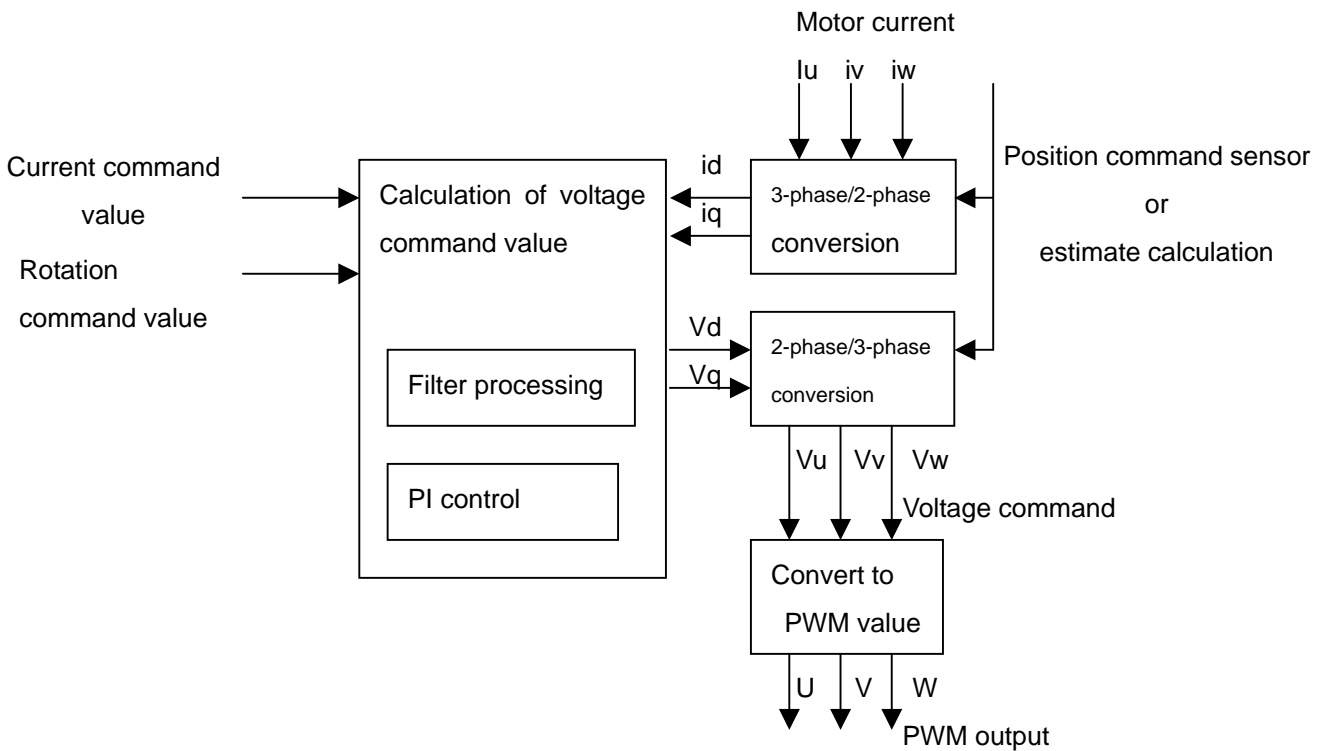 Motor current
Iu iv iw
Current command
value
Rotation
command value
Calculation of voltage
command value
Filter processing
PI control
id
iq
3-phase/2-phase
conversion
Position command sensor
or
estimate calculation
Vd
Vq
2-phase/3-phase
conversion
Vu Vv Vw
Voltage command
Convert to
PWM value
U V W
PWM output